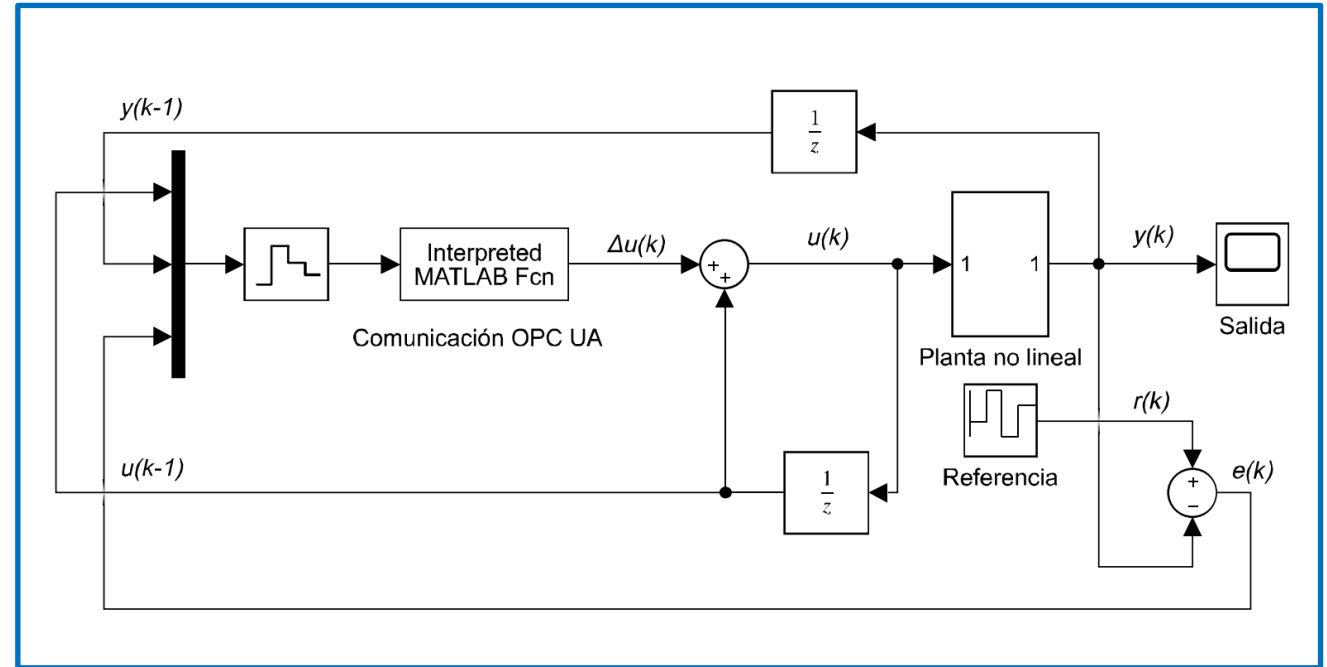 y(k-1)
1
z
Interpreted
MATLAB Fcn
Δu(k)
+
+
u(k)
1
1
y(k)
Comunicación OPC UA
Planta no lineal
Salida
r(k)
Referencia
u(k-1)
1
z
+
−
e(k)